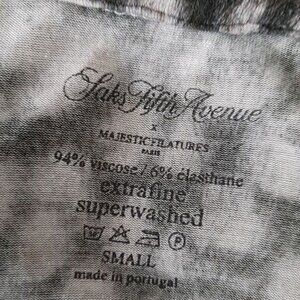 Saks Fifth Avenue
x
MAJESTIC FILATURES
PARIS
94% viscose / 6% elasthane
extrafine
superwashed
SMALL
made in portugal